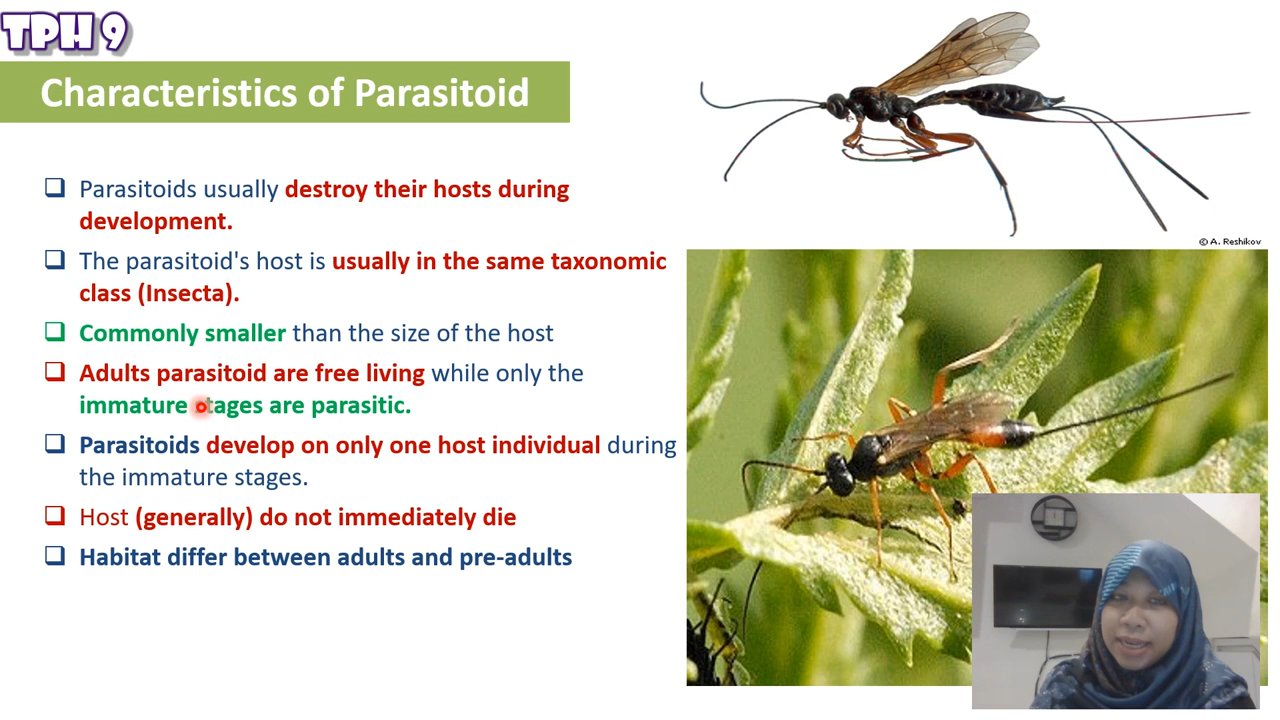 TPH 9
Characteristics of Parasitoid
Parasitoids usually destroy their hosts during
development.
The parasitoid's host is usually in the same taxonomic
class (Insecta).
Commonly smaller than the size of the host
Adults parasitoid are free living while only the
immature stages are parasitic.
Parasitoids develop on only one host individual during
the immature stages.
Host (generally) do not immediately die
Habitat differ between adults and pre-adults
© A. Reshikov